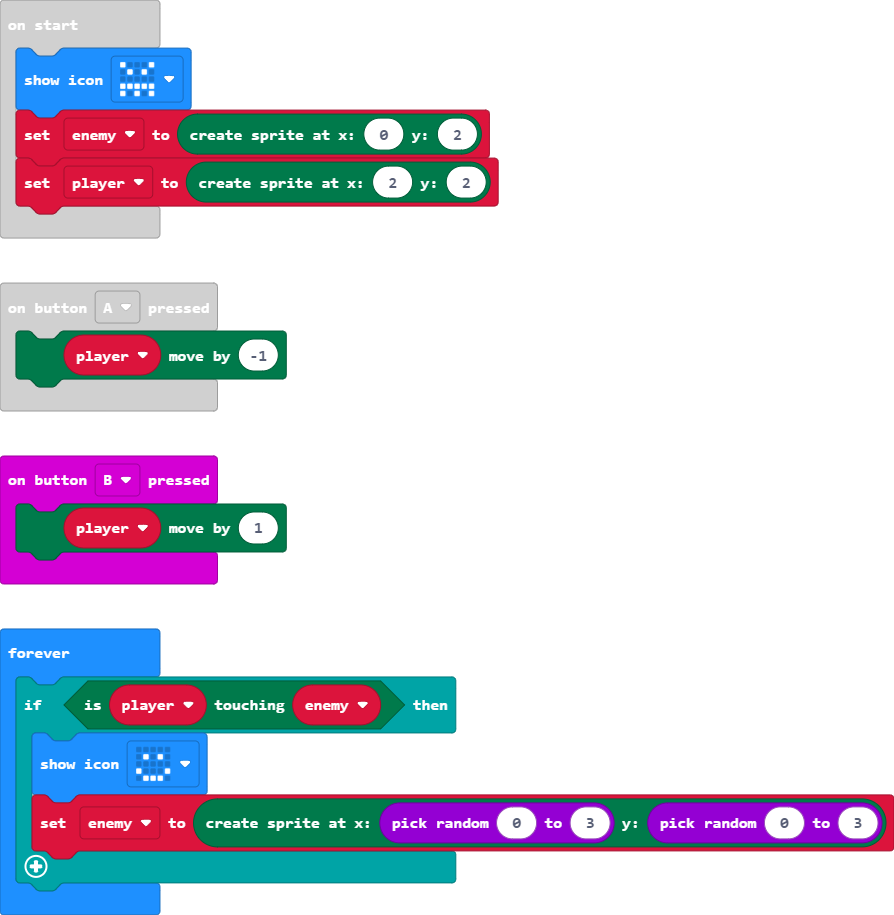 on start
show icon
set enemy to create sprite at x: 0 y: 2
set player to create sprite at x: 2 y: 2
on button A pressed
player move by -1
on button B pressed
player move by 1
forever
if is player touching enemy then
show icon
set enemy to create sprite at x: pick random 0 to 3 y: pick random 0 to 3